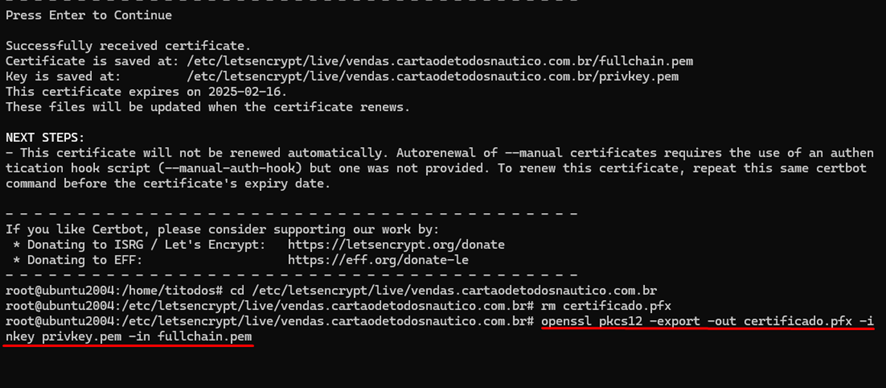 Press Enter to Continue
Successfully received certificate.
Certificate is saved at: /etc/letsencrypt/live/vendas.cartaodetodosnautico.com.br/fullchain.pem
Key is saved at:         /etc/letsencrypt/live/vendas.cartaodetodosnautico.com.br/privkey.pem
This certificate expires on 2025-02-16.
These files will be updated when the certificate renews.
NEXT STEPS:
- This certificate will not be renewed automatically. Autorenewal of --manual certificates requires the use of an authen
tication hook script (--manual-auth-hook) but one was not provided. To renew this certificate, repeat this same certbot
command before the certificate's expiry date.
- - - - - - - - - - - - - - - - - - - - - - - - - - - - - - - - - - - - - - - -
If you like Certbot, please consider supporting our work by:
 * Donating to ISRG / Let's Encrypt:   https://letsencrypt.org/donate
 * Donating to EFF:                    https://eff.org/donate-le
- - - - - - - - - - - - - - - - - - - - - - - - - - - - - - - - - - - - - - - -
root@ubuntu2004:/home/titodos# cd /etc/letsencrypt/live/vendas.cartaodetodosnautico.com.br
root@ubuntu2004:/etc/letsencrypt/live/vendas.cartaodetodosnautico.com.br# rm certificado.pfx
root@ubuntu2004:/etc/letsencrypt/live/vendas.cartaodetodosnautico.com.br# openssl pkcs12 -export -out certificado.pfx -i
nkey privkey.pem -in fullchain.pem